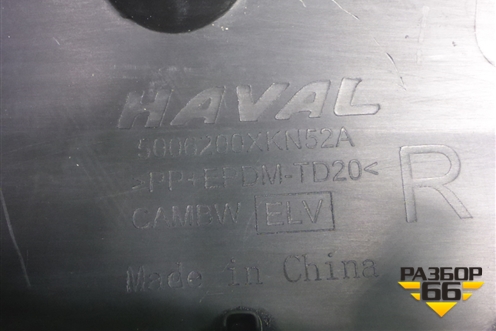 HAVAL
5006200XKN52A
>PP+EPDM-TD20<
CAMBW ELV
R
Made in China
РАЗБОР
66